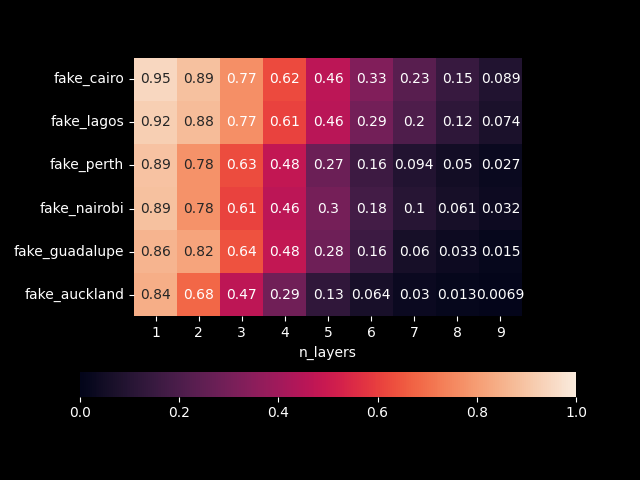 fake_cairo 0.95 0.89 0.77 0.62 0.46 0.33 0.23 0.15 0.089
fake_lagos 0.92 0.88 0.77 0.61 0.46 0.29 0.2 0.12 0.074
fake_perth 0.89 0.78 0.63 0.48 0.27 0.16 0.094 0.05 0.027
fake_nairobi 0.89 0.78 0.61 0.46 0.3 0.18 0.1 0.061 0.032
fake_guadalupe 0.86 0.82 0.64 0.48 0.28 0.16 0.06 0.033 0.015
fake_auckland 0.84 0.68 0.47 0.29 0.13 0.064 0.03 0.013 0.0069
1 2 3 4 5 6 7 8 9
n_layers
0.0 0.2 0.4 0.6 0.8 1.0